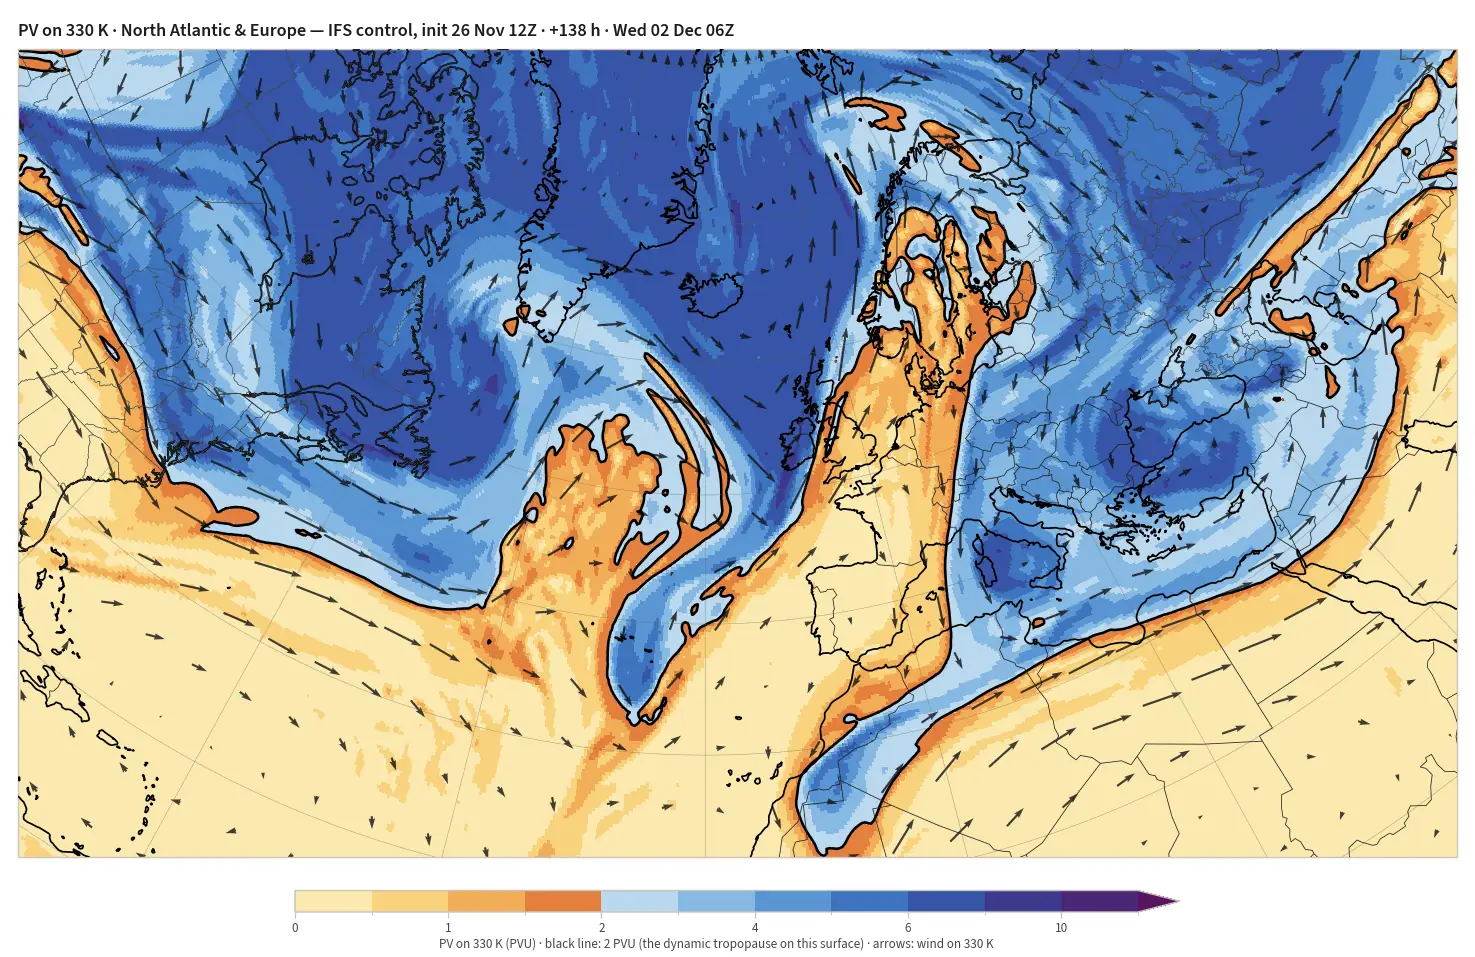 PV on 330 K · North Atlantic & Europe — IFS control, init 26 Nov 12Z · +138 h · Wed 02 Dec 06Z
0 1 2 4 6 10
PV on 330 K (PVU) · black line: 2 PVU (the dynamic tropopause on this surface) · arrows: wind on 330 K